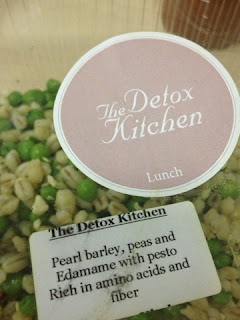 The Detox
Kitchen
Lunch
The Detox Kitchen
Pearl barley, peas and
Edamame with pesto
Rich in amino acids and
fiber